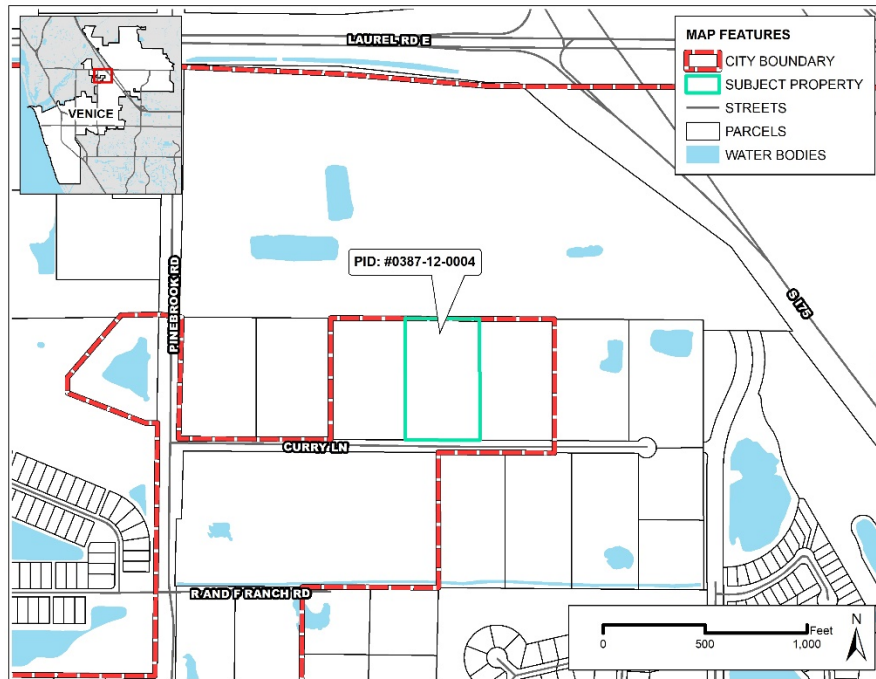 LAUREL RD E
MAP FEATURES
CITY BOUNDARY
SUBJECT PROPERTY
STREETS
PARCELS
WATER BODIES
VENICE
PINEBROOK RD
PID: #0387-12-0004
S I75
CURRY LN
R AND F RANCH RD
Feet
0 500 1,000
N